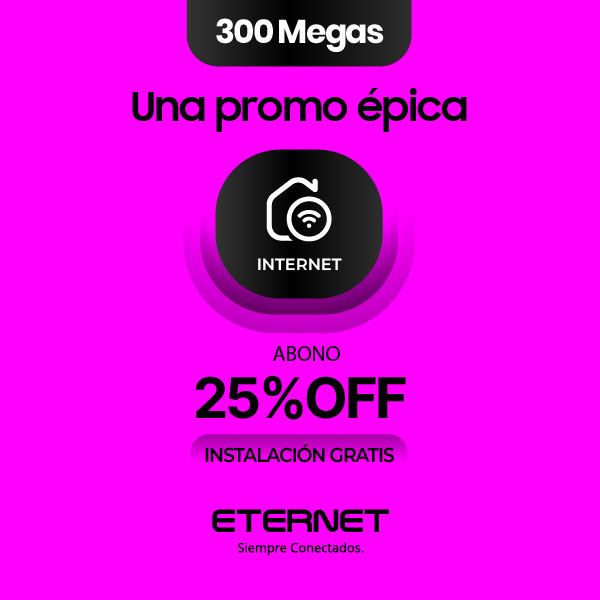 300 Megas
Una promo épica
INTERNET
ABONO
25%OFF
INSTALACIÓN GRATIS
ETERNET
Siempre Conectados.